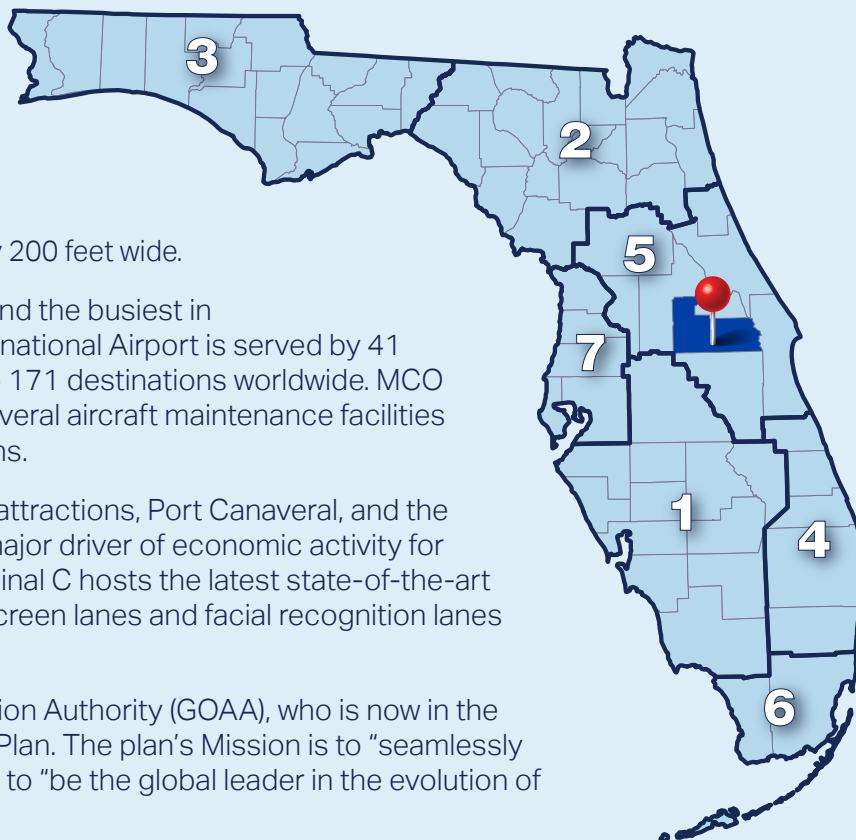 3
2
y 200 feet wide.
5
nd the busiest in
national Airport is served by 41
7
171 destinations worldwide. MCO
veral aircraft maintenance facilities
ns.
attractions, Port Canaveral, and the
1
major driver of economic activity for
4
inal C hosts the latest state-of-the-art
creen lanes and facial recognition lanes
ion Authority (GOAA), who is now in the
6
Plan. The plan’s Mission is to “seamlessly
to “be the global leader in the evolution of